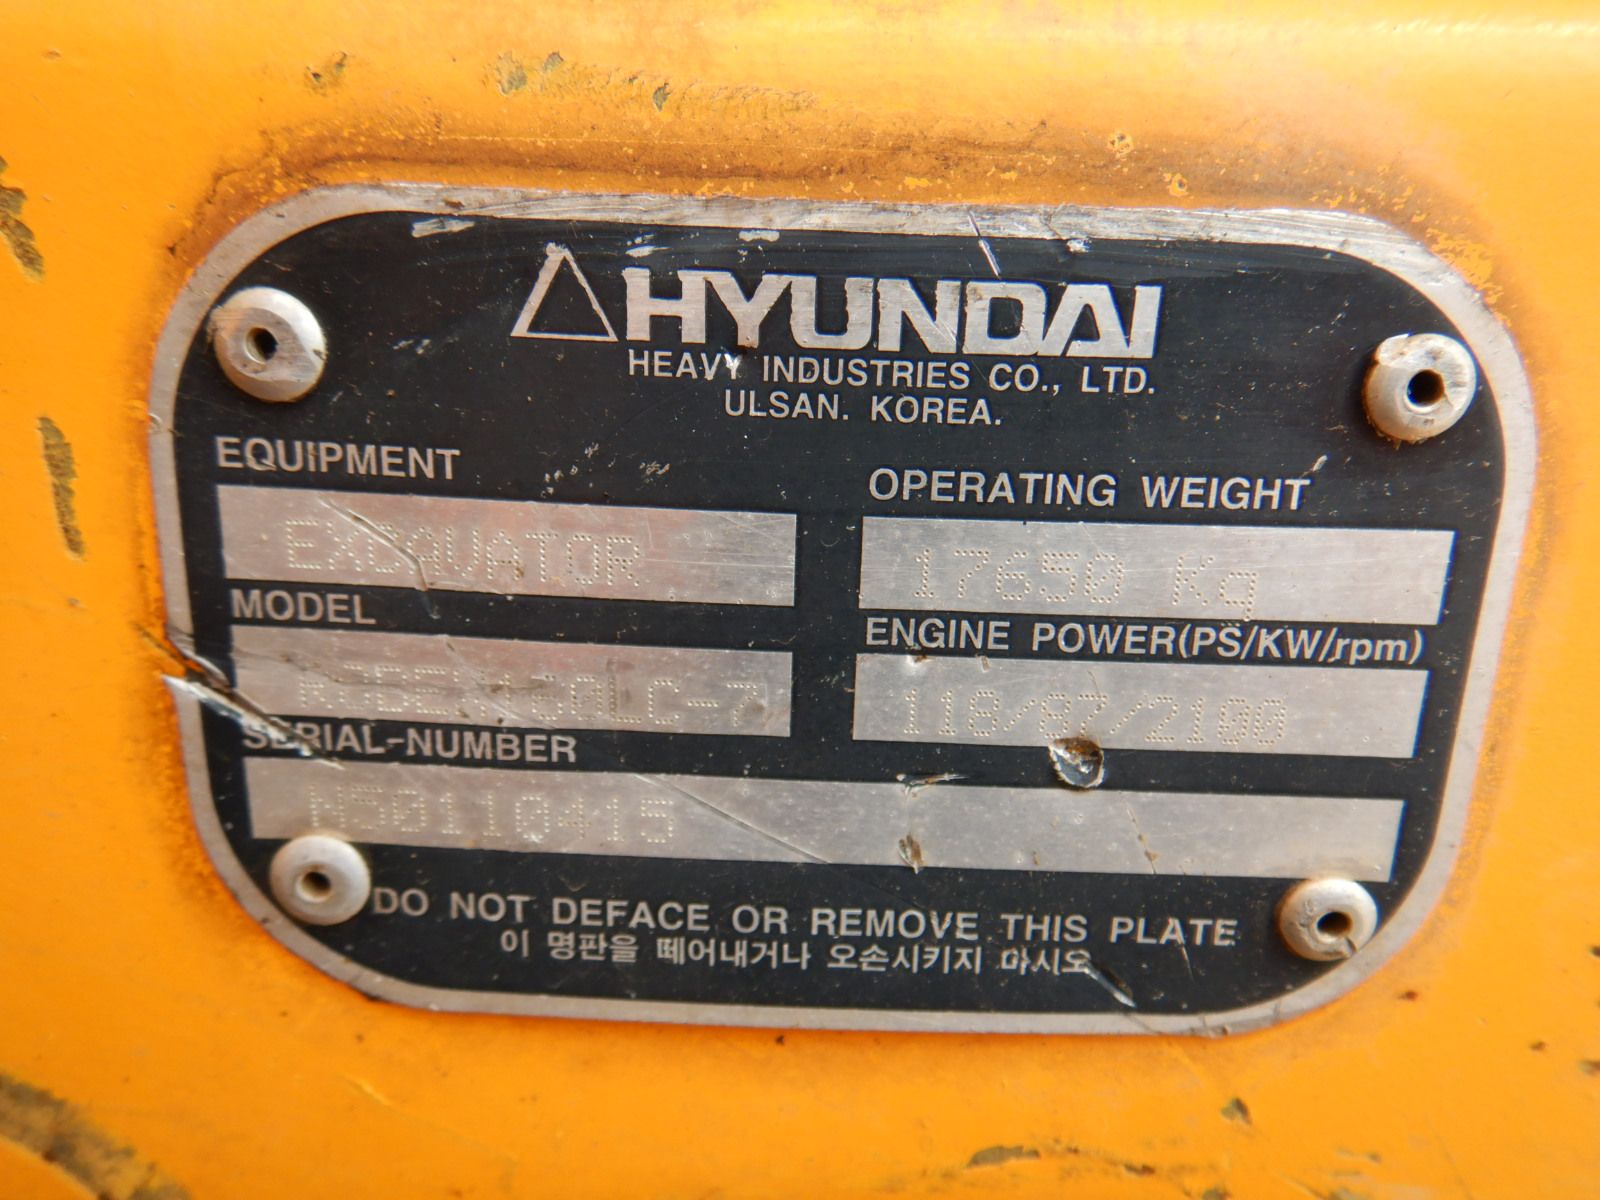 HYUNDAI
HEAVY INDUSTRIES CO., LTD.
ULSAN. KOREA.
EQUIPMENT
EXCAVATOR
OPERATING WEIGHT
17650 Kg
MODEL
ENGINE POWER(PS/KW/rpm)
118/87/2100
SERIAL-NUMBER
N50110415
DO NOT DEFACE OR REMOVE THIS PLATE
이 명판을 떼어내거나 오손시키지 마시오